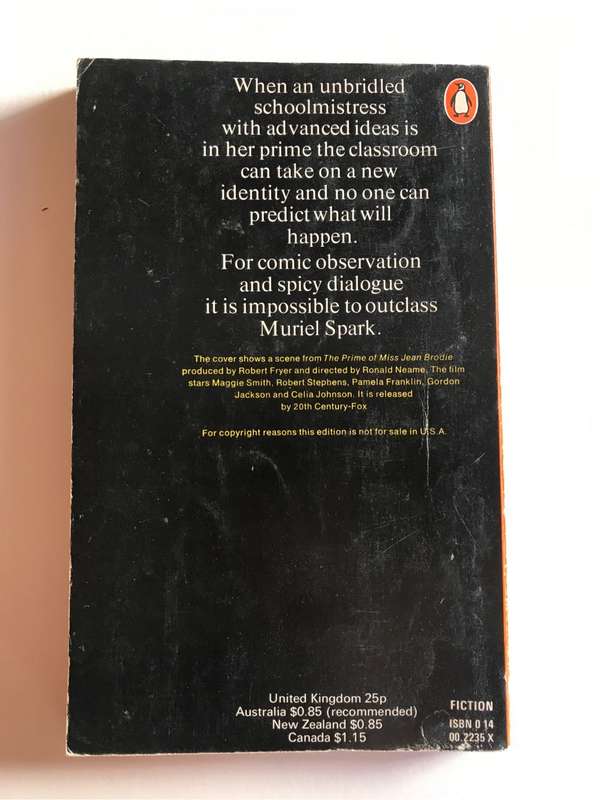 When an unbridled
schoolmistress
with advanced ideas is
in her prime the classroom
can take on a new
identity and no one can
predict what will
happen.
For comic observation
and spicy dialogue
it is impossible to outclass
Muriel Spark.
The cover shows a scene from The Prime of Miss Jean Brodie
produced by Robert Fryer and directed by Ronald Neame. The film
stars Maggie Smith, Robert Stephens, Pamela Franklin, Gordon
Jackson and Celia Johnson. It is released
by 20th Century-Fox
For copyright reasons this edition is not for sale in U.S.A.
United Kingdom 25p
Australia $0.85 (recommended)
New Zealand $0.85
Canada $1.15
FICTION
ISBN 0 14
00.2235 X